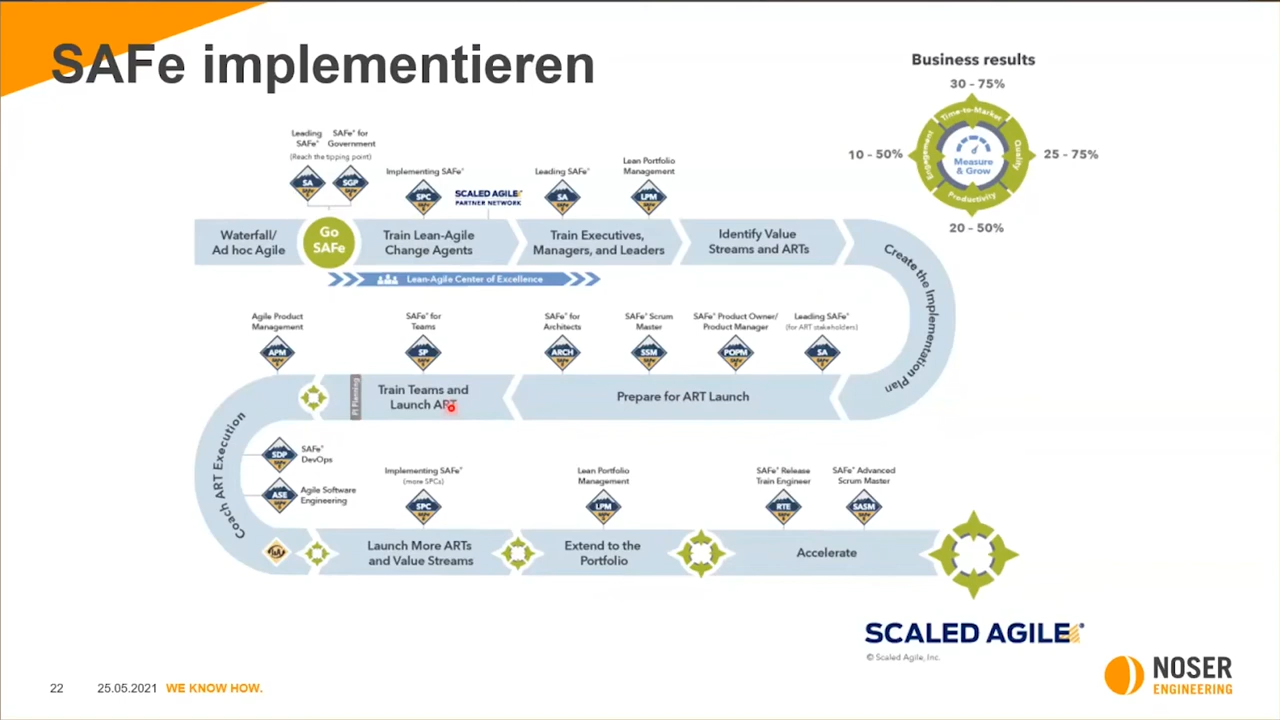 SAFe implementieren
Business results
30 – 75%
Time-to-Market
10 – 50%
Engagement
Measure
& Grow
Quality
25 – 75%
Productivity
20 – 50%
Leading
SAFe®
SAFe® for
Government
(Reach the tipping point)
SA
SGP
Implementing SAFe®
SPC
SCALED AGILE®
PARTNER NETWORK
Leading SAFe®
SA
Lean Portfolio
Management
LPM
Waterfall/
Ad hoc Agile
Go
SAFe
Train Lean-Agile
Change Agents
Train Executives,
Managers, and Leaders
Identify Value
Streams and ARTs
Create the Implementation Plan
Lean-Agile Center of Excellence
Agile Product
Management
APM
SAFe® for
Teams
SP
SAFe® for
Architects
ARCH
SAFe® Scrum
Master
SSM
SAFe® Product Owner/
Product Manager
POPM
Leading SAFe®
(for ART stakeholders)
SA
PI Planning
Train Teams and
Launch ART
Prepare for ART Launch
Coach ART Execution
SDP
SAFe®
DevOps
ASE
Agile Software
Engineering
Implementing SAFe®
(more SPCs)
SPC
Lean Portfolio
Management
LPM
SAFe® Release
Train Engineer
RTE
SAFe® Advanced
Scrum Master
SASM
I&A
Launch More ARTs
and Value Streams
Extend to the
Portfolio
Accelerate
SCALED AGILE®
© Scaled Agile, Inc.
22
25.05.2021
WE KNOW HOW.
NOSER
ENGINEERING